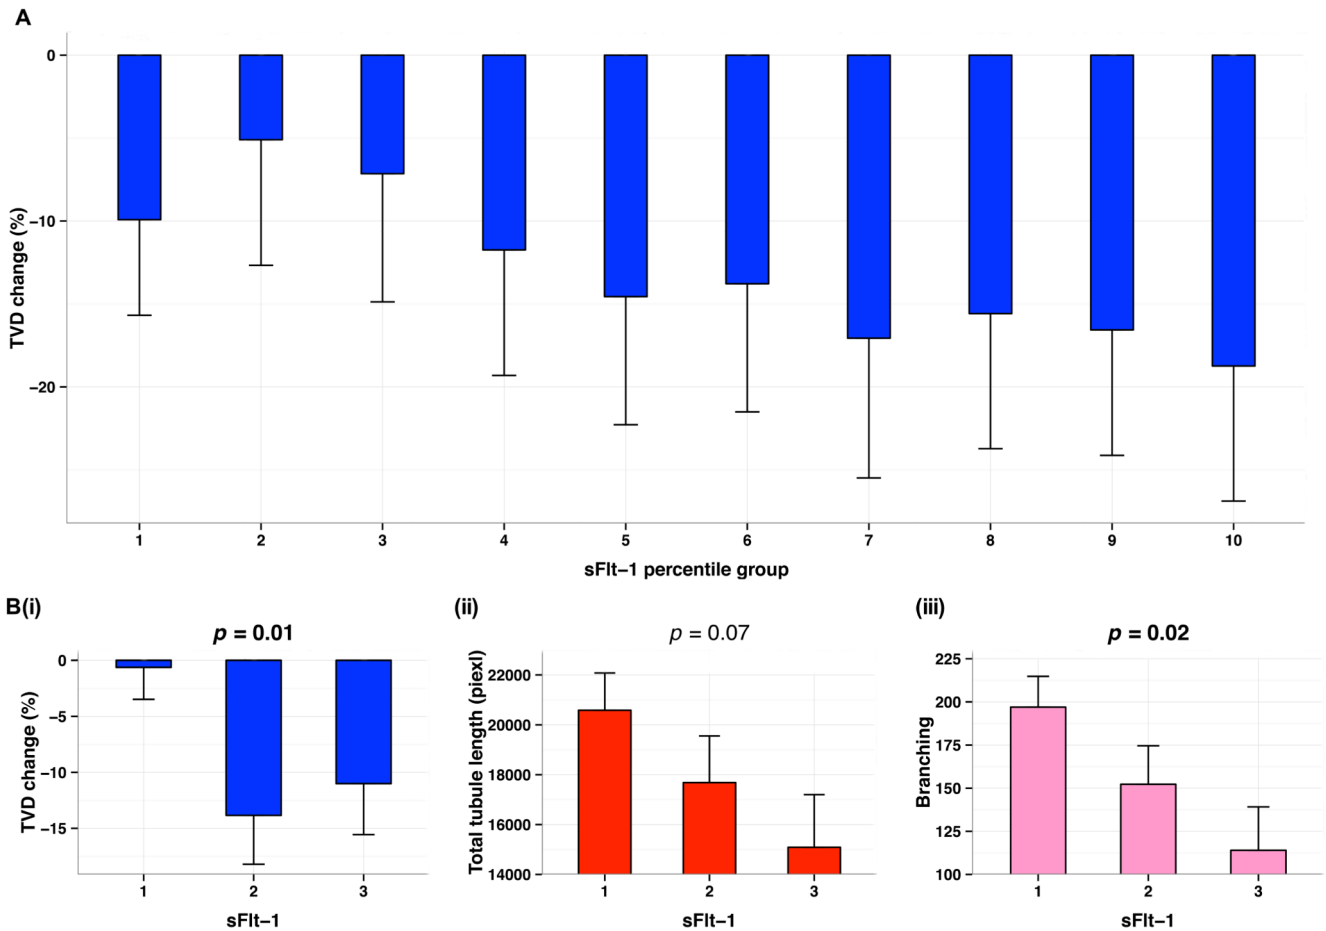 A
TVD change (%)
0
−10
−20
1 2 3 4 5 6 7 8 9 10
sFlt−1 percentile group
B(i)
p = 0.01
TVD change (%)
0
−5
−10
−15
1 2 3
sFlt−1
(ii)
p = 0.07
Total tubule length (piexl)
22000
20000
18000
16000
14000
1 2 3
sFlt−1
(iii)
p = 0.02
Branching
225
200
175
150
125
100
1 2 3
sFlt−1